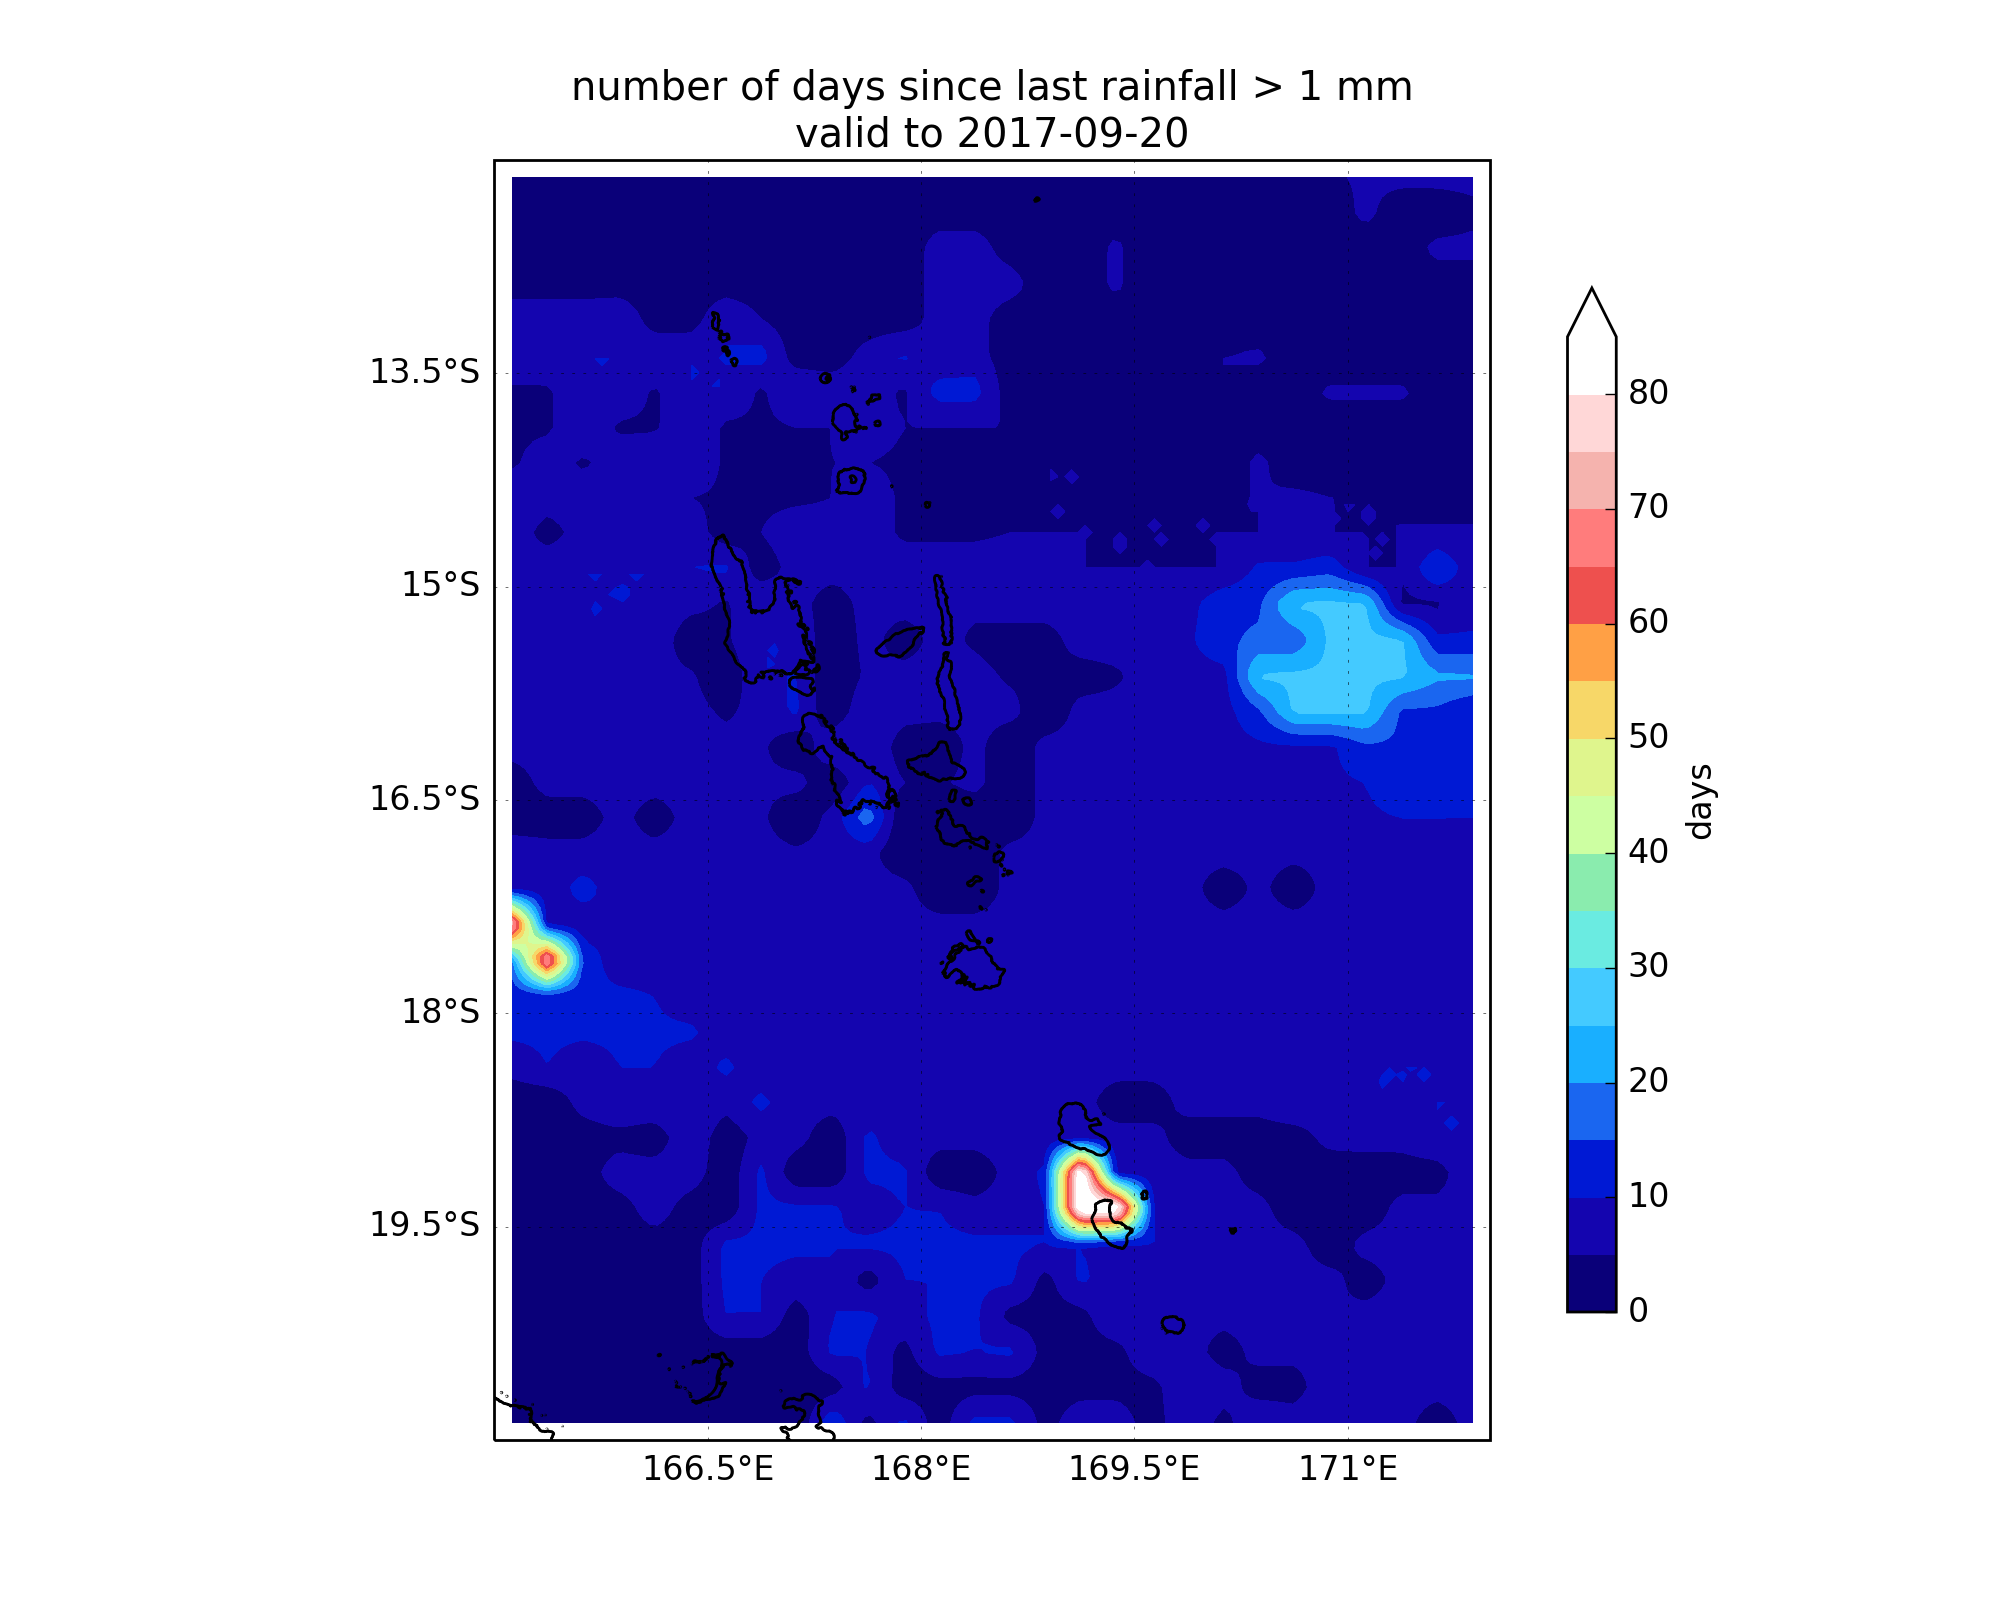 number of days since last rainfall > 1 mm
valid to 2017-09-20
13.5°S
15°S
16.5°S
18°S
19.5°S
166.5°E
168°E
169.5°E
171°E
80
70
60
50
40
30
20
10
0
days